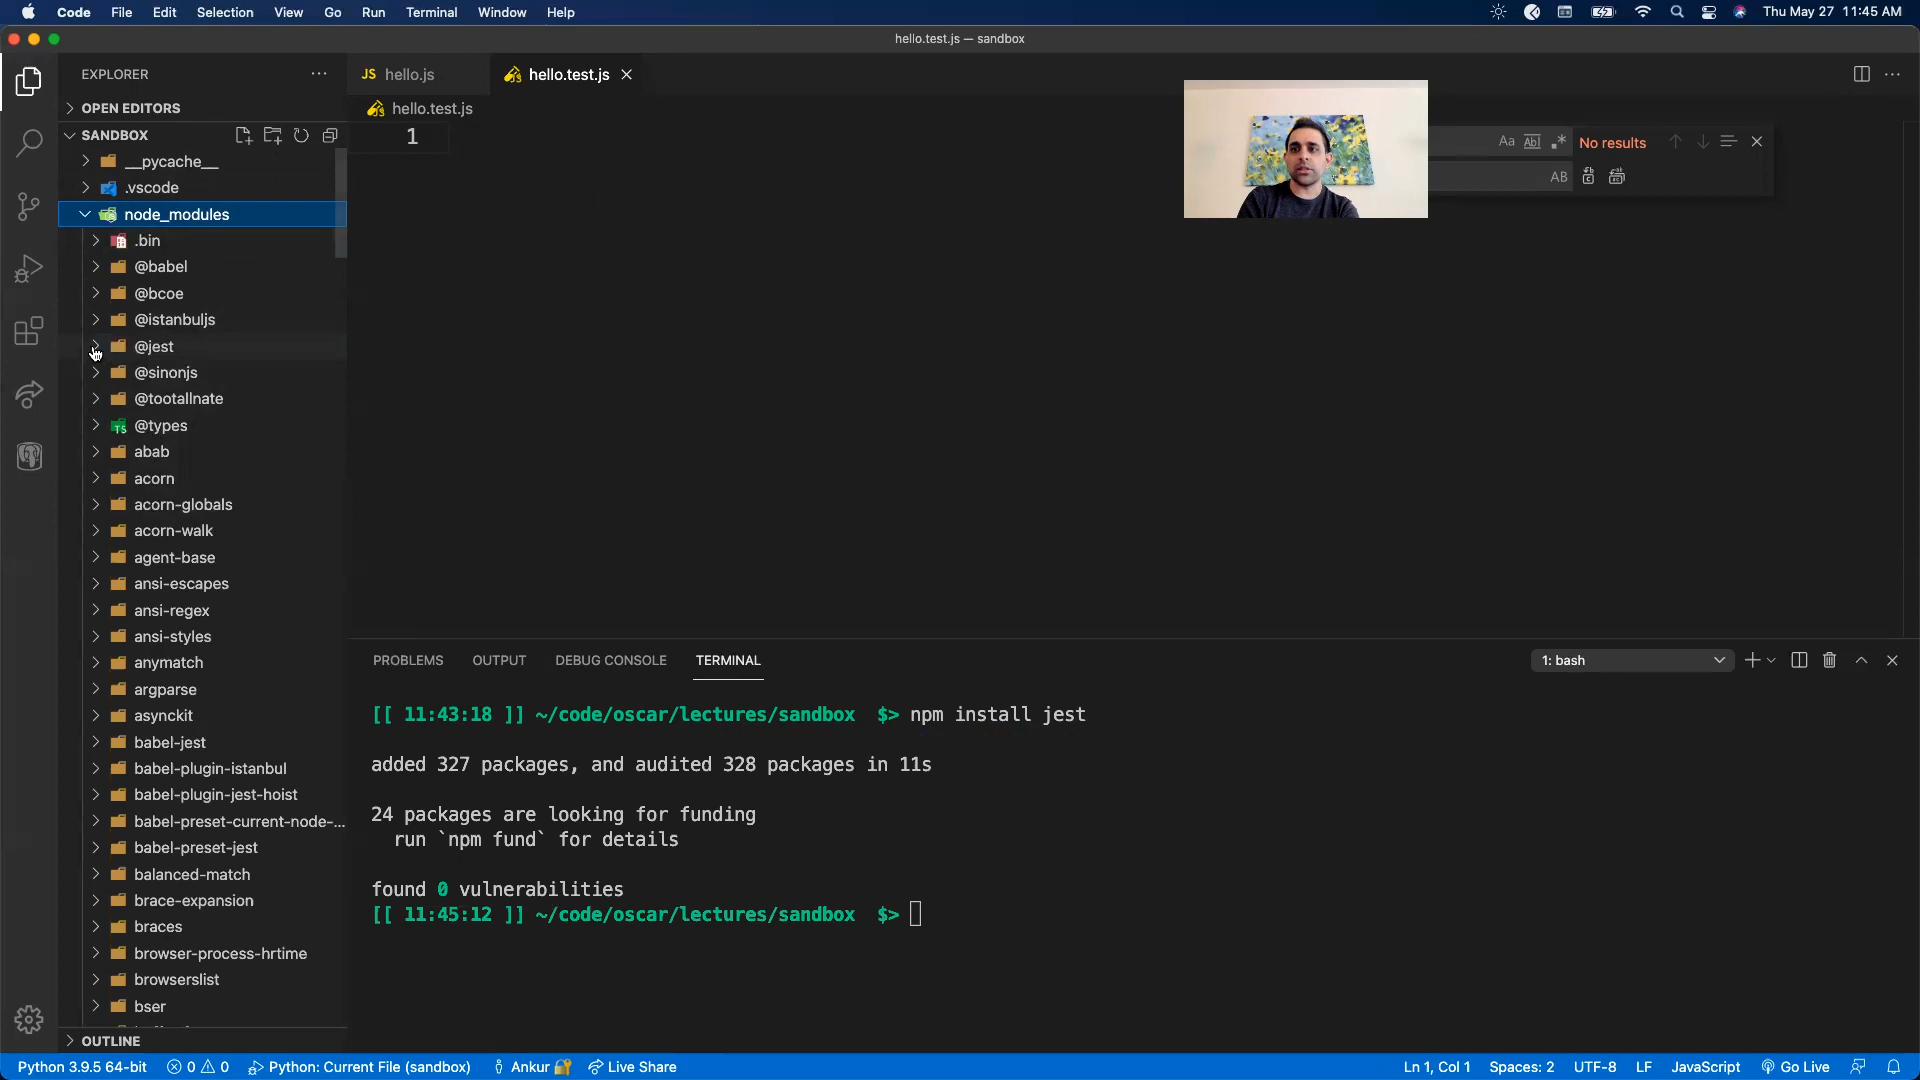 Code File Edit Selection View Go Run Terminal Window Help Thu May 27 11:45 AM
hello.test.js — sandbox
EXPLORER
JS hello.js
hello.test.js
OPEN EDITORS
hello.test.js
SANDBOX
1
Aa Abl .* No results
AB
__pycache__
.vscode
node_modules
.bin
@babel
@bcoe
@istanbuljs
@jest
@sinonjs
@tootallnate
TS @types
abab
acorn
acorn-globals
acorn-walk
agent-base
ansi-escapes
ansi-regex
ansi-styles
anymatch
argparse
asynckit
babel-jest
babel-plugin-istanbul
babel-plugin-jest-hoist
babel-preset-current-node-...
babel-preset-jest
balanced-match
brace-expansion
braces
browser-process-hrtime
browserslist
bser
OUTLINE
PROBLEMS OUTPUT DEBUG CONSOLE TERMINAL 1: bash
[[ 11:43:18 ]] ~/code/oscar/lectures/sandbox $> npm install jest
added 327 packages, and audited 328 packages in 11s
24 packages are looking for funding
run `npm fund` for details
found 0 vulnerabilities
[[ 11:45:12 ]] ~/code/oscar/lectures/sandbox $>
Python 3.9.5 64-bit 0 0 Python: Current File (sandbox) Ankur Live Share Ln 1, Col 1 Spaces: 2 UTF-8 LF JavaScript Go Live